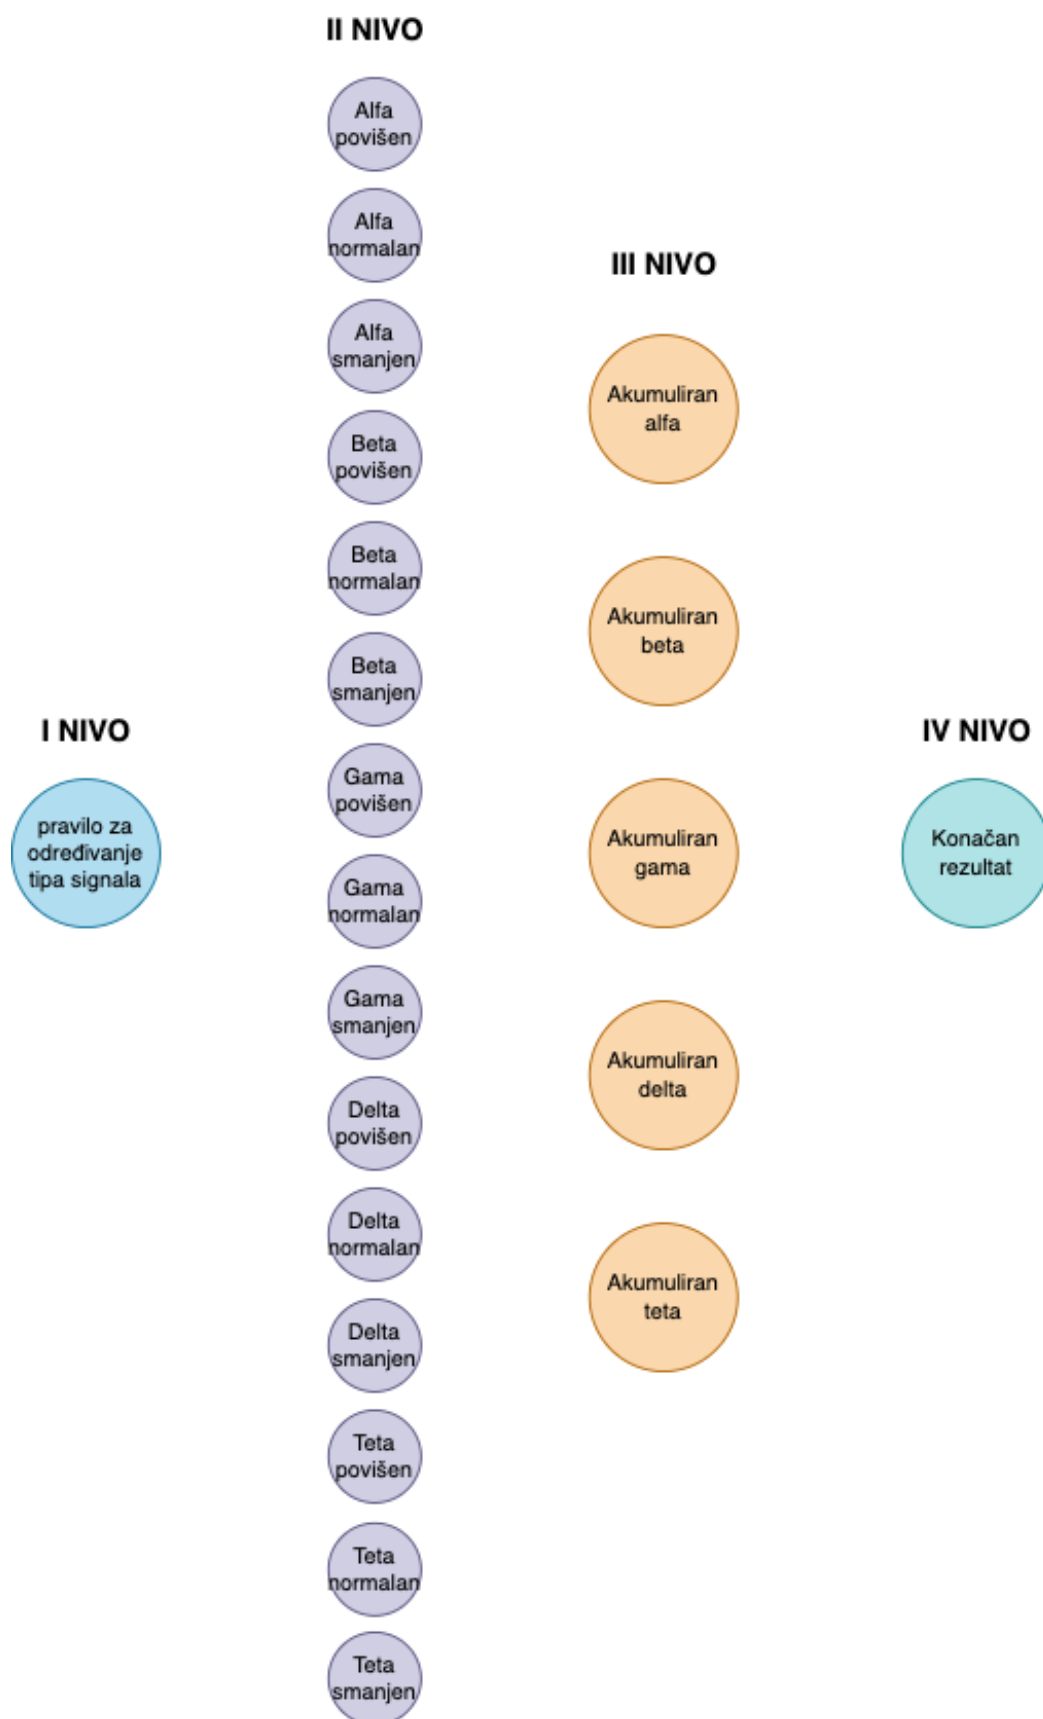 II NIVO
Alfa
povišen
Alfa
normalan
Alfa
smanjen
Beta
povišen
Beta
normalan
Beta
smanjen
Gama
povišen
Gama
normalan
Gama
smanjen
Delta
povišen
Delta
normalan
Delta
smanjen
Teta
povišen
Teta
normalan
Teta
smanjen
III NIVO
Akumuliran
alfa
Akumuliran
beta
Akumuliran
gama
Akumuliran
delta
Akumuliran
teta
I NIVO
pravilo za
određivanje
tipa signala
IV NIVO
Konačan
rezultat